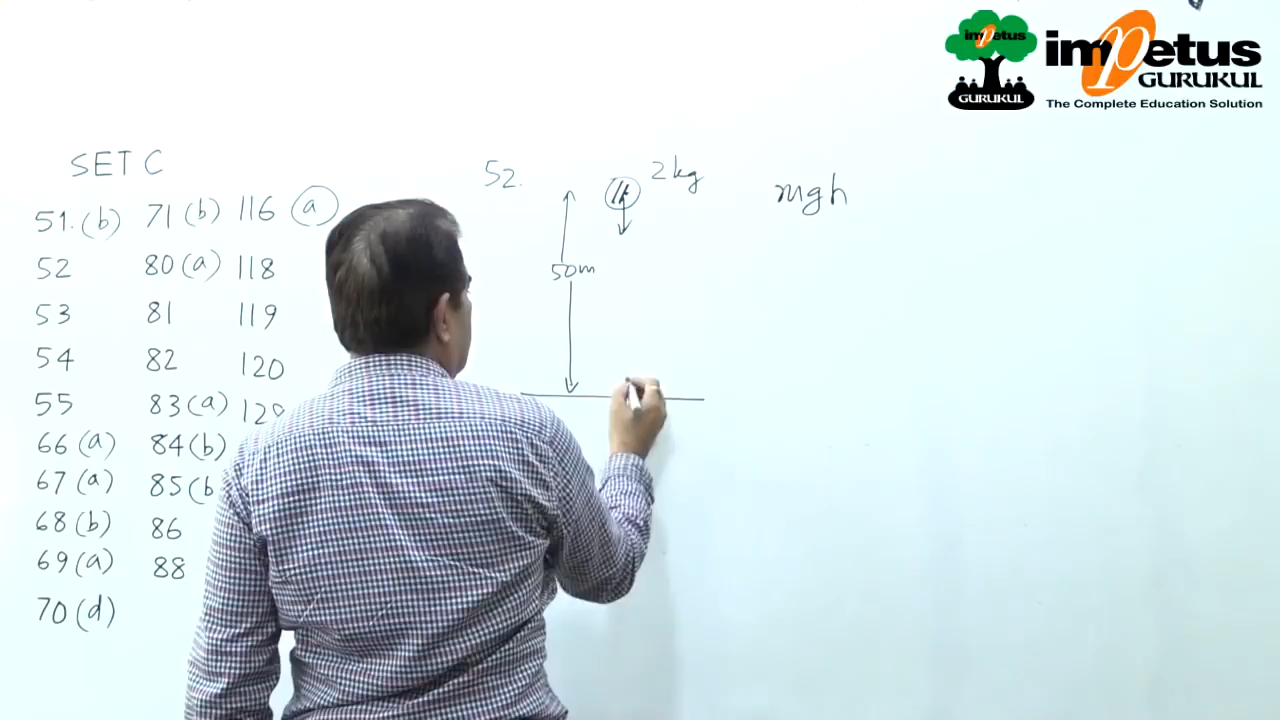 impetus
GURUKUL
impetus
GURUKUL
The Complete Education Solution
SET C
51. (b) 71 (b) 116 (a)
52 80 (a) 118
53 81 119
54 82 120
55 83 (a)
66 (a) 84 (b)
67 (a) 85 (b
68 (b) 86
69 (a) 88
70 (d)
52.
2kg
mgh
50m